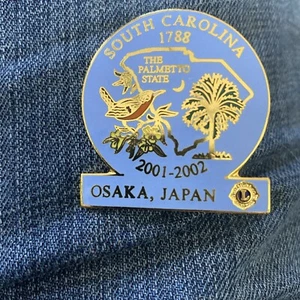 SOUTH CAROLINA
1788
THE
PALMETTO
STATE
2001-2002
OSAKA, JAPAN
L